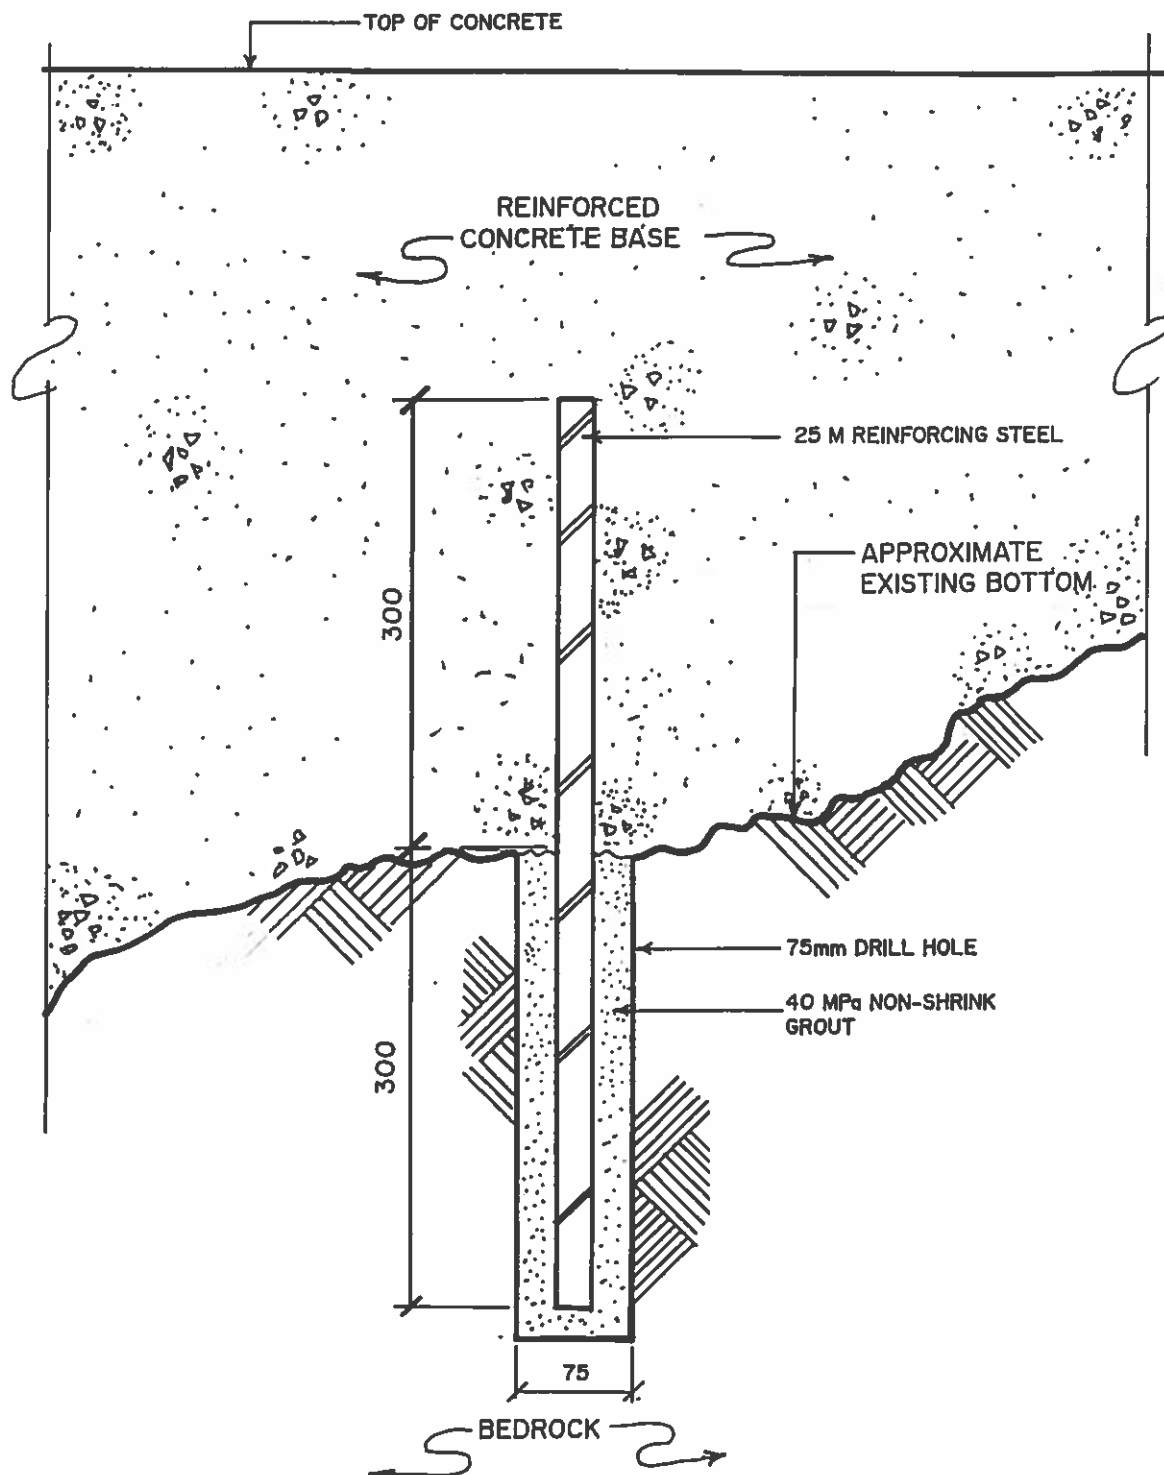 TOP OF CONCRETE
REINFORCED
CONCRETE BASE
25 M REINFORCING STEEL
APPROXIMATE
EXISTING BOTTOM
300
75mm DRILL HOLE
40 MPa NON-SHRINK
GROUT
300
75
BEDROCK